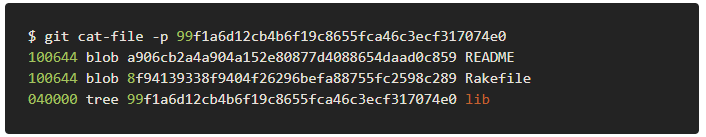 $ git cat-file -p 99f1a6d12cb4b6f19c8655fca46c3ecf317074e0
100644 blob a906cb2a4a904a152e80877d4088654daad0c859 README
100644 blob 8f94139338f9404f26296befa88755fc2598c289 Rakefile
040000 tree 99f1a6d12cb4b6f19c8655fca46c3ecf317074e0 lib